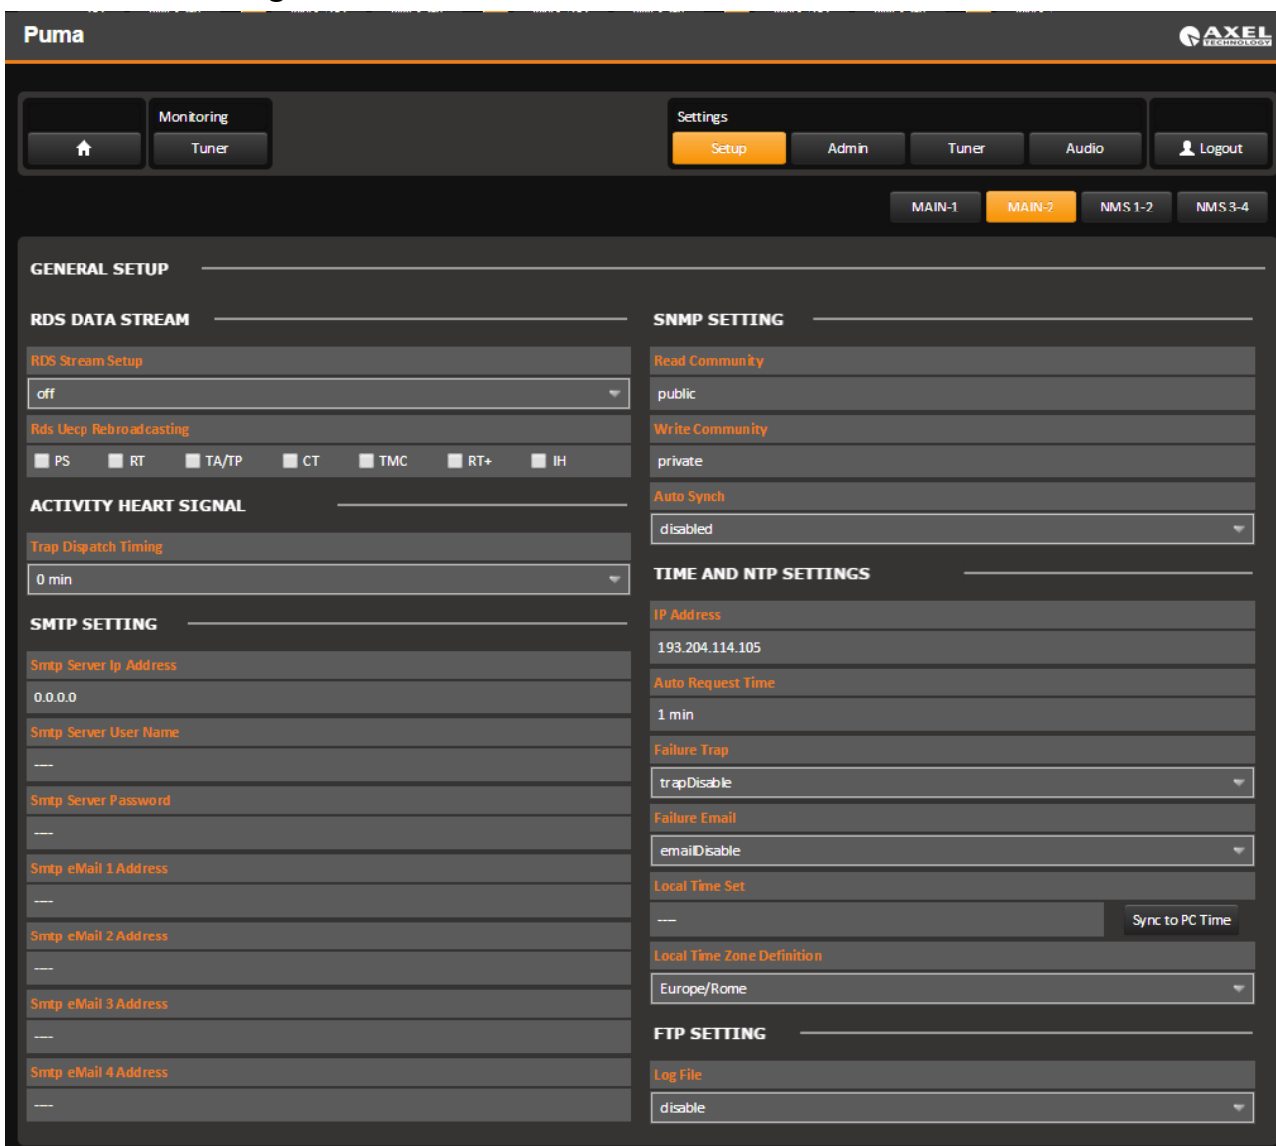 Puma
AXEL
TECHNOLOGY
Monitoring
Settings
Tuner
Setup
Admin
Tuner
Audio
Logout
MAIN-1
MAIN-2
NMS 1-2
NMS 3-4
GENERAL SETUP
RDS DATA STREAM
RDS Stream Setup
off
Rds Uecp Rebroadcasting
PS RT TA/TP CT TMC RT+ IH
ACTIVITY HEART SIGNAL
Trap Dispatch Timing
0 min
SMTP SETTING
Smtp Server Ip Address
0.0.0.0
Smtp Server User Name
----
Smtp Server Password
----
Smtp eMail 1 Address
----
Smtp eMail 2 Address
----
Smtp eMail 3 Address
----
Smtp eMail 4 Address
----
SNMP SETTING
Read Community
public
Write Community
private
Auto Synch
disabled
TIME AND NTP SETTINGS
IP Address
193.204.114.105
Auto Request Time
1 min
Failure Trap
trapDisable
Failure Email
emailDisable
Local Time Set
----
Sync to PC Time
Local Time Zone Definition
Europe/Rome
FTP SETTING
Log File
disable